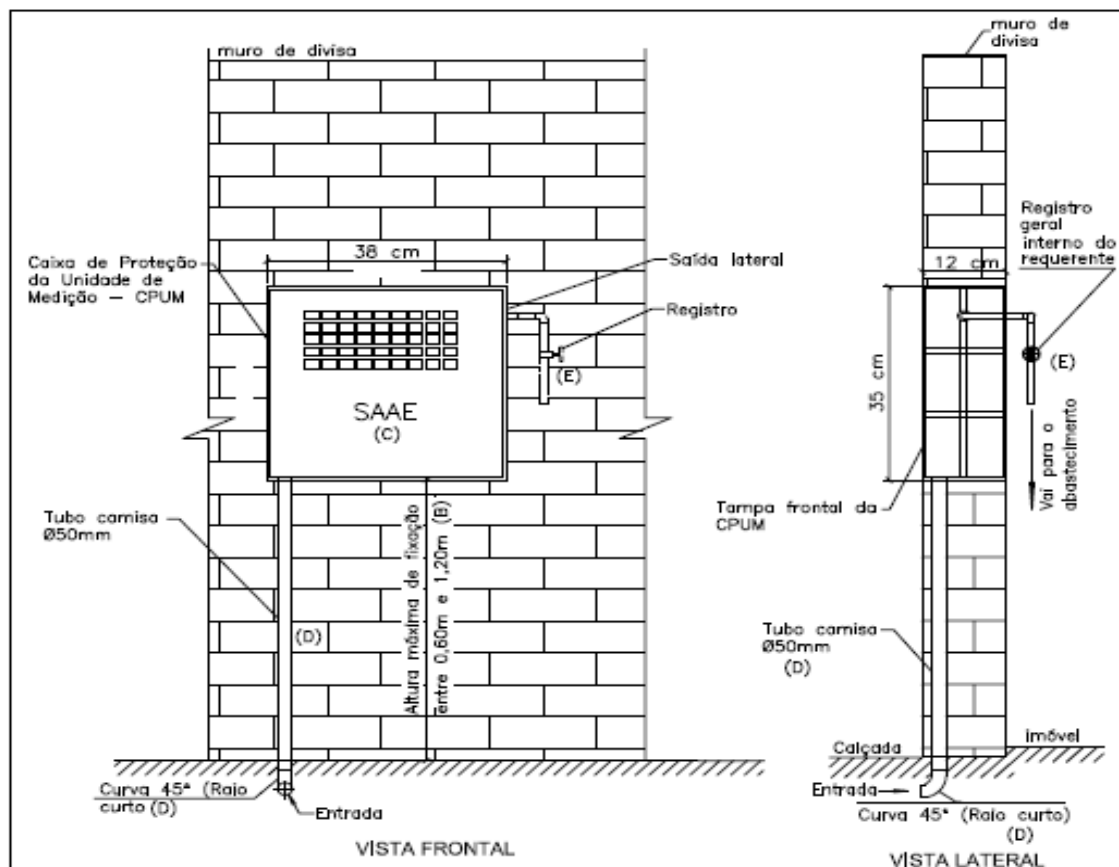 muro de divisa
38 cm
Caixa de Proteção
da Unidade de
Medição – CPUM
Saída lateral
Registro
(E)
SAAE
(C)
Tubo camisa
Ø50mm
(D)
Altura máxima de fixação
entre 0,60m e 1,20m (B)
Curva 45° (Raio
curto (D)
Entrada
VISTA FRONTAL
muro de
divisa
Registro
geral
interno do
requerente
12 cm
35 cm
(E)
Vai para o
abastecimento
Tampa frontal da
CPUM
Tubo camisa
Ø50mm
(D)
Calçada
imóvel
Entrada
Curva 45° (Raio curto)
(D)
VISTA LATERAL